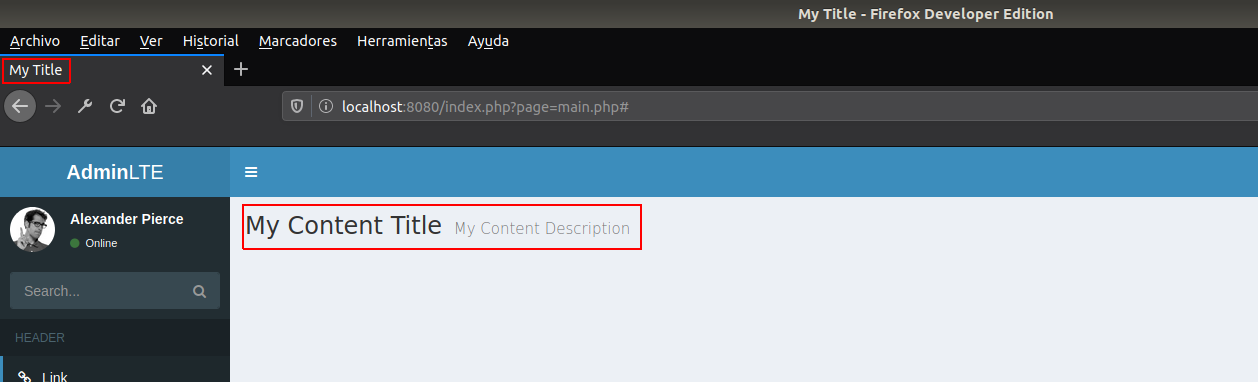 My Title - Firefox Developer Edition
Archivo Editar Ver Historial Marcadores Herramientas Ayuda
My Title
localhost:8080/index.php?page=main.php#
AdminLTE
Alexander Pierce
Online
My Content Title My Content Description
Search...
HEADER
Link